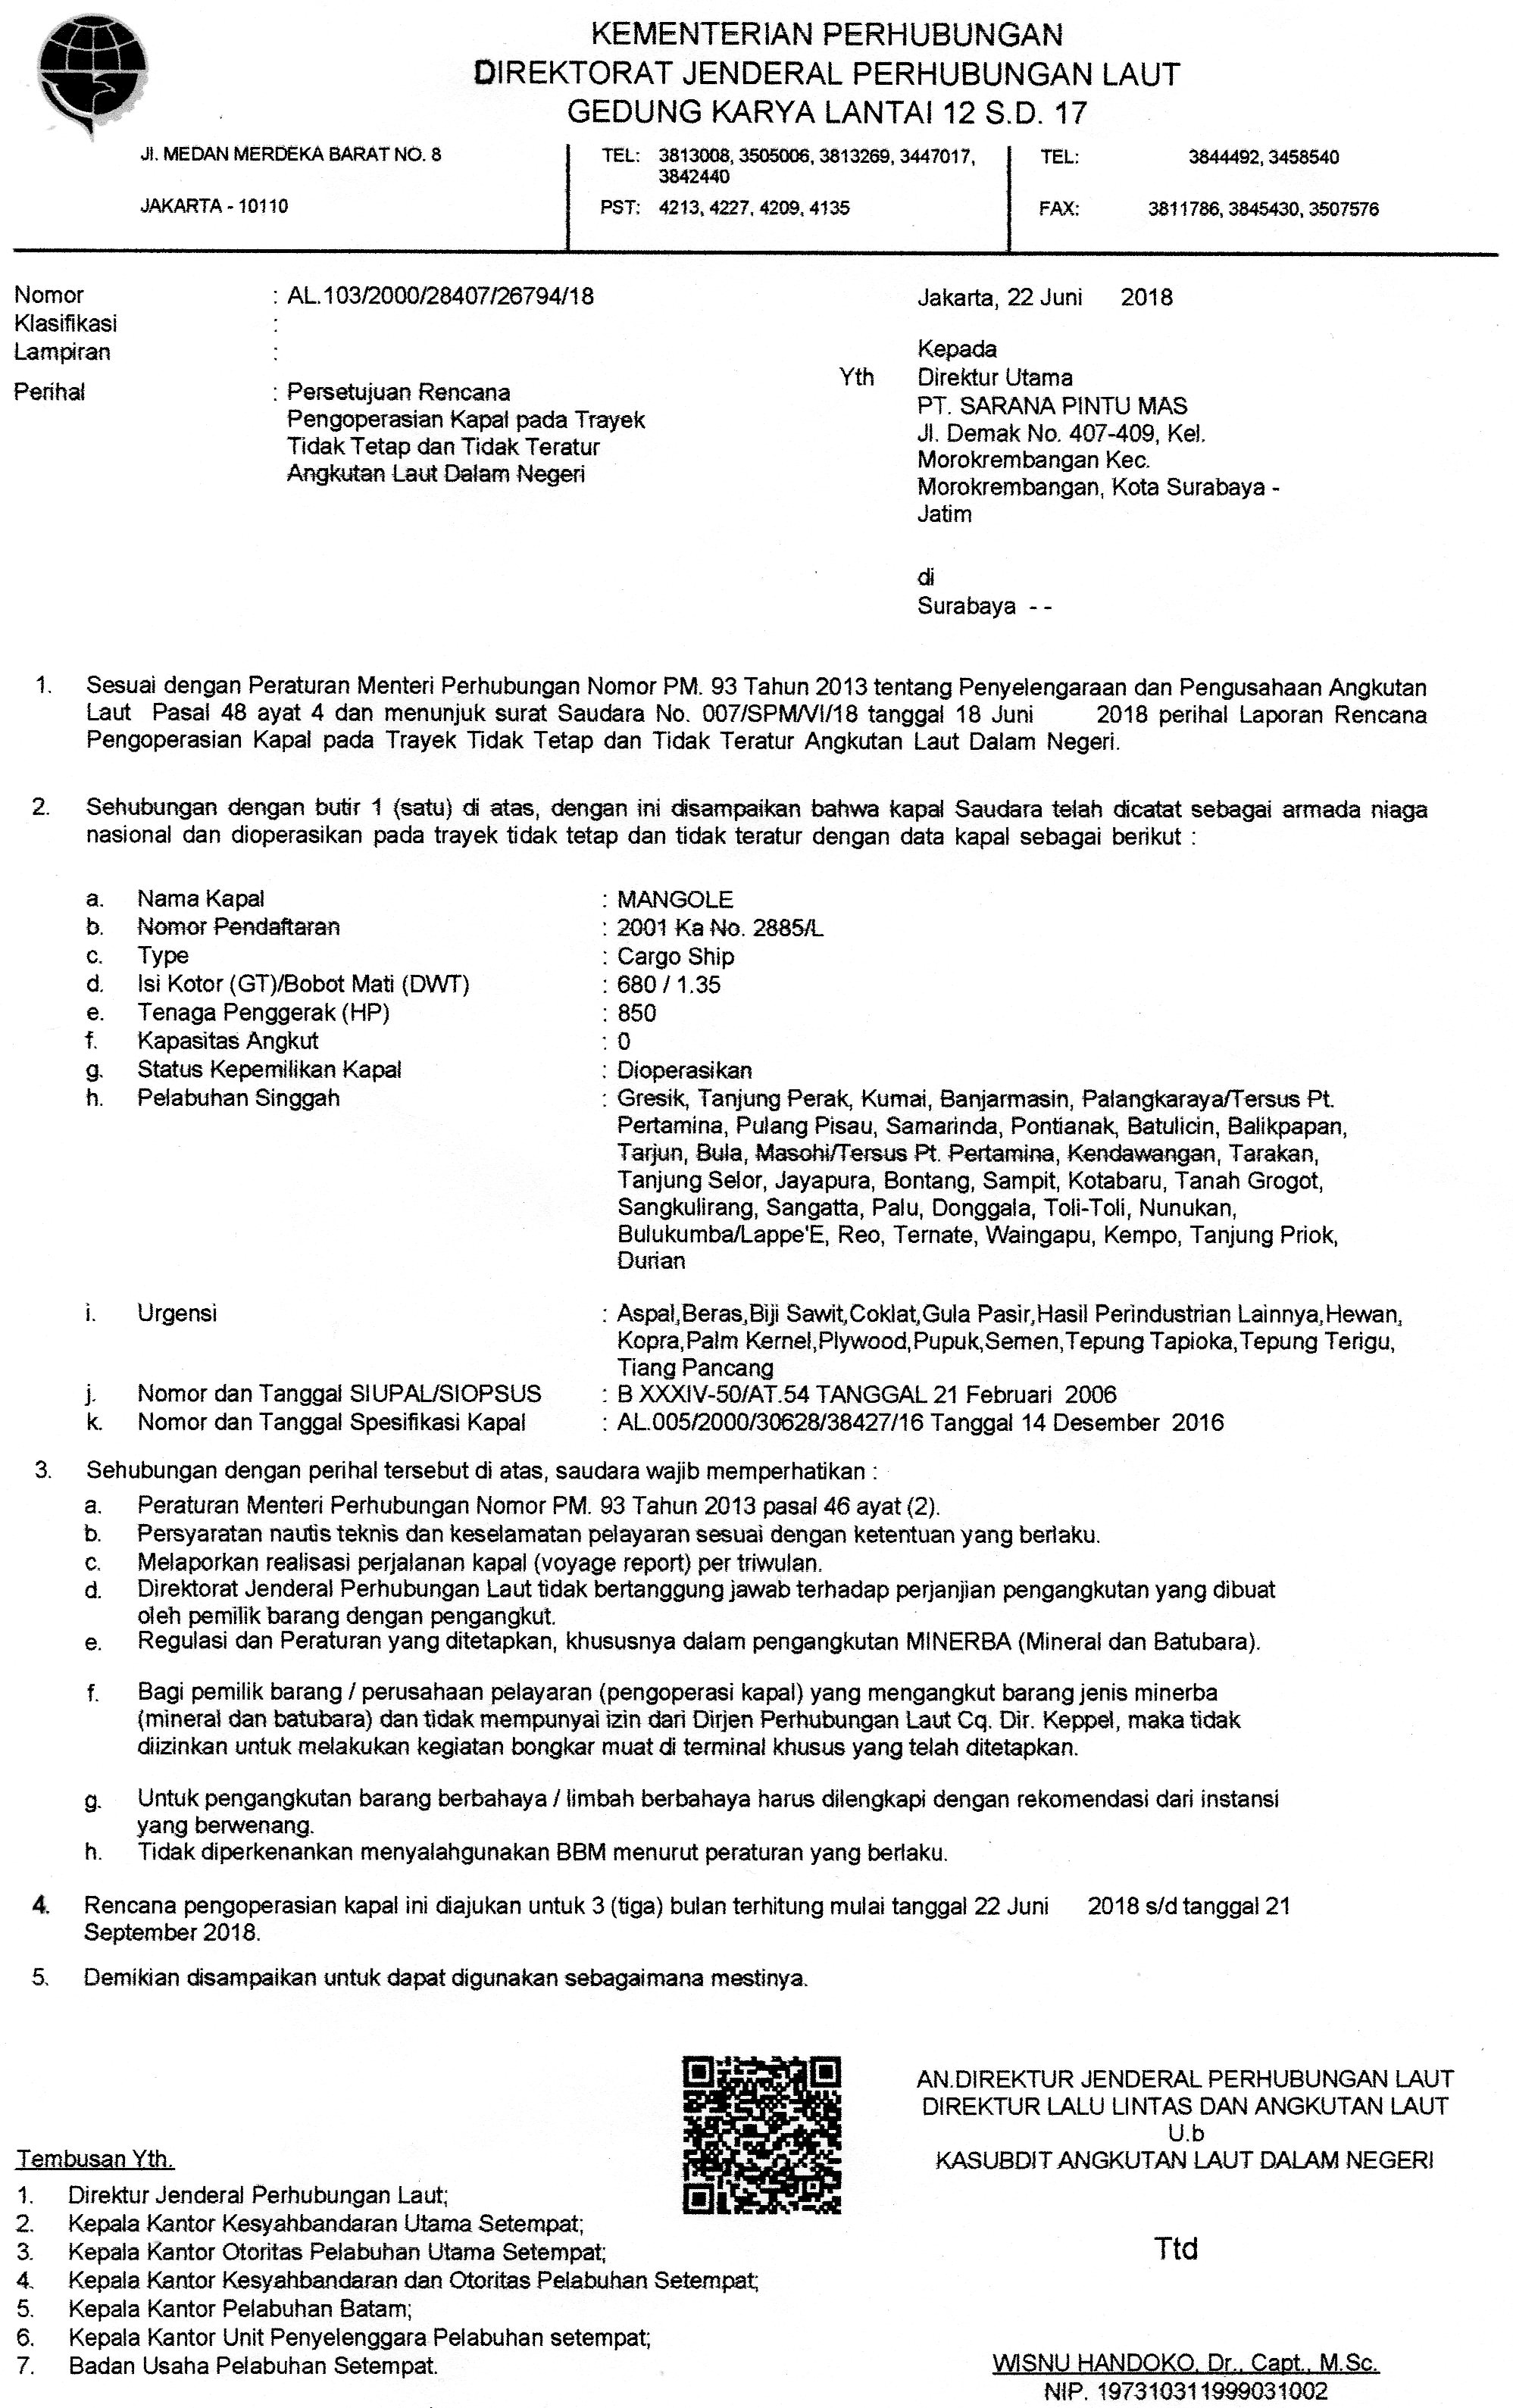 KEMENTERIAN PERHUBUNGAN
DIREKTORAT JENDERAL PERHUBUNGAN LAUT
GEDUNG KARYA LANTAI 12 S.D. 17
Jl. MEDAN MERDEKA BARAT NO. 8
JAKARTA - 10110
TEL: 3813008, 3505006, 3813269, 3447017,
3842440
PST: 4213, 4227, 4209, 4135
TEL: 3844492, 3458540
FAX: 3811786, 3845430, 3507576
Nomor : AL.103/2000/28407/26794/18
Klasifikasi :
Lampiran :
Perihal : Persetujuan Rencana
Pengoperasian Kapal pada Trayek
Tidak Tetap dan Tidak Teratur
Angkutan Laut Dalam Negeri
Jakarta, 22 Juni 2018
Kepada
Yth Direktur Utama
PT. SARANA PINTU MAS
Jl. Demak No. 407-409, Kel.
Morokrembangan Kec.
Morokrembangan, Kota Surabaya -
Jatim
di
Surabaya - -
1. Sesuai dengan Peraturan Menteri Perhubungan Nomor PM. 93 Tahun 2013 tentang Penyelengaraan dan Pengusahaan Angkutan
Laut Pasal 48 ayat 4 dan menunjuk surat Saudara No. 007/SPM/VI/18 tanggal 18 Juni 2018 perihal Laporan Rencana
Pengoperasian Kapal pada Trayek Tidak Tetap dan Tidak Teratur Angkutan Laut Dalam Negeri.
2. Sehubungan dengan butir 1 (satu) di atas, dengan ini disampaikan bahwa kapal Saudara telah dicatat sebagai armada niaga
nasional dan dioperasikan pada trayek tidak tetap dan tidak teratur dengan data kapal sebagai berikut :
a. Nama Kapal : MANGOLE
b. Nomor Pendaftaran : 2001 Ka No. 2885/L
c. Type : Cargo Ship
d. Isi Kotor (GT)/Bobot Mati (DWT) : 680 / 1.35
e. Tenaga Penggerak (HP) : 850
f. Kapasitas Angkut : 0
g. Status Kepemilikan Kapal : Dioperasikan
h. Pelabuhan Singgah : Gresik, Tanjung Perak, Kumai, Banjarmasin, Palangkaraya/Tersus Pt.
Pertamina, Pulang Pisau, Samarinda, Pontianak, Batulicin, Balikpapan,
Tarjun, Bula, Masohi/Tersus Pt. Pertamina, Kendawangan, Tarakan,
Tanjung Selor, Jayapura, Bontang, Sampit, Kotabaru, Tanah Grogot,
Sangkulirang, Sangatta, Palu, Donggala, Toli-Toli, Nunukan,
Bulukumba/Lappe'E, Reo, Ternate, Waingapu, Kempo, Tanjung Priok,
Durian
i. Urgensi : Aspal,Beras,Biji Sawit,Coklat,Gula Pasir,Hasil Perindustrian Lainnya,Hewan,
Kopra,Palm Kernel,Plywood,Pupuk,Semen,Tepung Tapioka,Tepung Terigu,
Tiang Pancang
j. Nomor dan Tanggal SIUPAL/SIOPSUS : B XXXIV-50/AT.54 TANGGAL 21 Februari 2006
k. Nomor dan Tanggal Spesifikasi Kapal : AL.005/2000/30628/38427/16 Tanggal 14 Desember 2016
3. Sehubungan dengan perihal tersebut di atas, saudara wajib memperhatikan :
a. Peraturan Menteri Perhubungan Nomor PM. 93 Tahun 2013 pasal 46 ayat (2).
b. Persyaratan nautis teknis dan keselamatan pelayaran sesuai dengan ketentuan yang berlaku.
c. Melaporkan realisasi perjalanan kapal (voyage report) per triwulan.
d. Direktorat Jenderal Perhubungan Laut tidak bertanggung jawab terhadap perjanjian pengangkutan yang dibuat
oleh pemilik barang dengan pengangkut.
e. Regulasi dan Peraturan yang ditetapkan, khususnya dalam pengangkutan MINERBA (Mineral dan Batubara).
f. Bagi pemilik barang / perusahaan pelayaran (pengoperasi kapal) yang mengangkut barang jenis minerba
(mineral dan batubara) dan tidak mempunyai izin dari Dirjen Perhubungan Laut Cq. Dir. Keppel, maka tidak
diizinkan untuk melakukan kegiatan bongkar muat di terminal khusus yang telah ditetapkan.
g. Untuk pengangkutan barang berbahaya / limbah berbahaya harus dilengkapi dengan rekomendasi dari instansi
yang berwenang.
h. Tidak diperkenankan menyalahgunakan BBM menurut peraturan yang berlaku.
4. Rencana pengoperasian kapal ini diajukan untuk 3 (tiga) bulan terhitung mulai tanggal 22 Juni 2018 s/d tanggal 21
September 2018.
5. Demikian disampaikan untuk dapat digunakan sebagaimana mestinya.
AN.DIREKTUR JENDERAL PERHUBUNGAN LAUT
DIREKTUR LALU LINTAS DAN ANGKUTAN LAUT
U.b
KASUBDIT ANGKUTAN LAUT DALAM NEGERI
Ttd
WISNU HANDOKO, Dr., Capt., M.Sc.
NIP. 197310311999031002
Tembusan Yth.
1. Direktur Jenderal Perhubungan Laut;
2. Kepala Kantor Kesyahbandaran Utama Setempat;
3. Kepala Kantor Otoritas Pelabuhan Utama Setempat;
4. Kepala Kantor Kesyahbandaran dan Otoritas Pelabuhan Setempat;
5. Kepala Kantor Pelabuhan Batam;
6. Kepala Kantor Unit Penyelenggara Pelabuhan setempat;
7. Badan Usaha Pelabuhan Setempat.